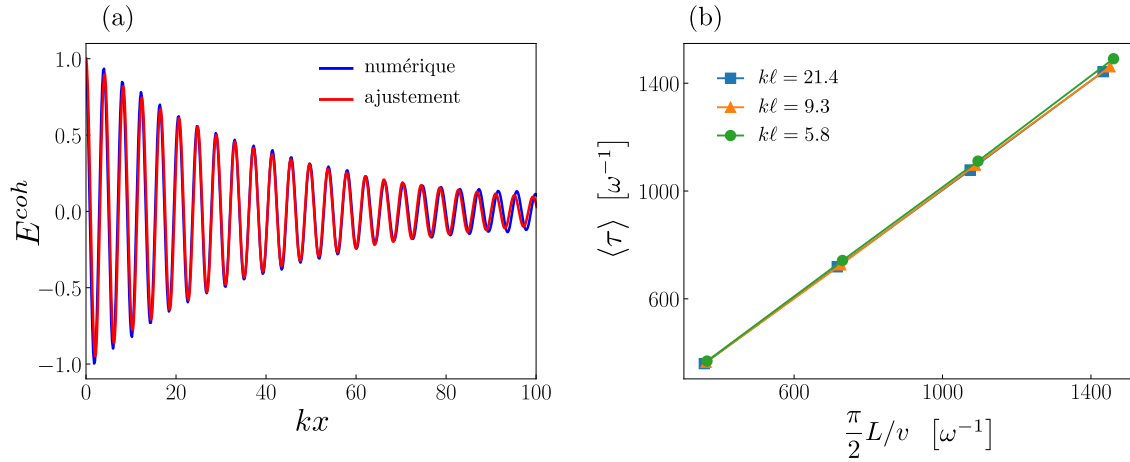 (a)
numérique
ajustement
E^{coh}
1.0
0.5
0.0
−0.5
−1.0
0 20 40 60 80 100
kx
(b)
kℓ = 21.4
kℓ = 9.3
kℓ = 5.8
⟨τ⟩ [ω⁻¹]
1400
1000
600
600 1000 1400
π/2 L/v [ω⁻¹]